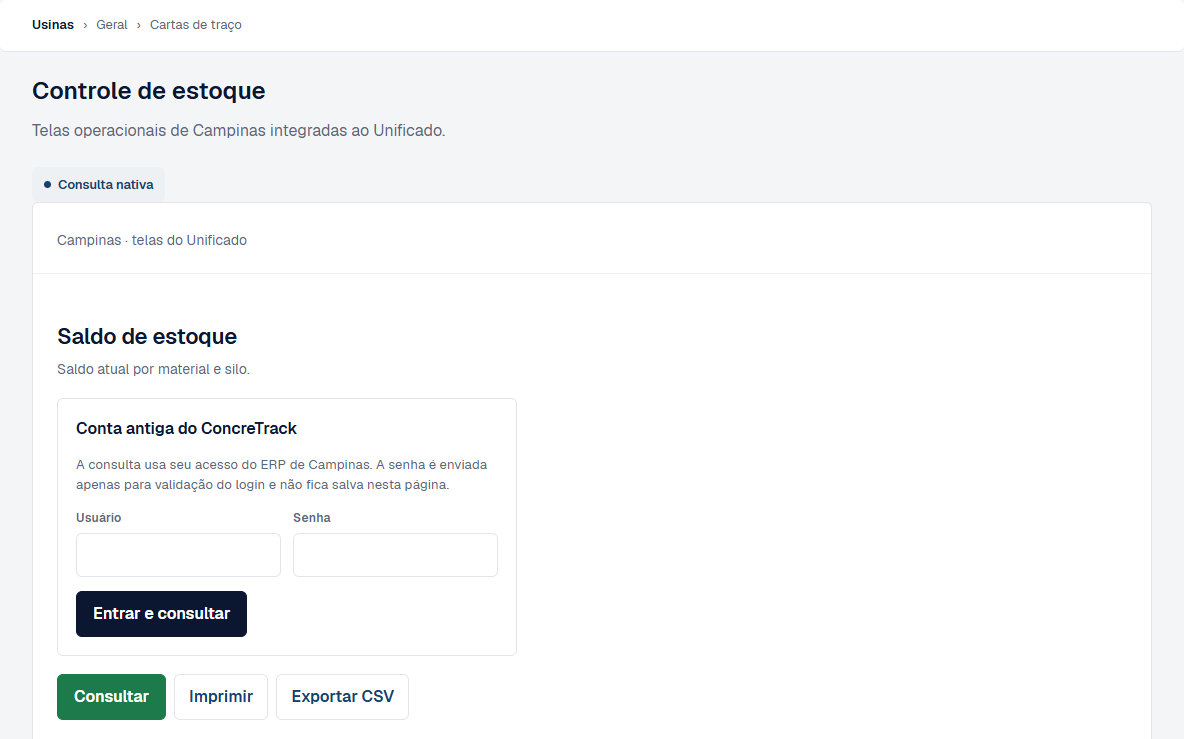 Usinas › Geral › Cartas de traço
Controle de estoque
Telas operacionais de Campinas integradas ao Unificado.
Consulta nativa
Campinas · telas do Unificado
Saldo de estoque
Saldo atual por material e silo.
Conta antiga do ConcreTrack
A consulta usa seu acesso do ERP de Campinas. A senha é enviada
apenas para validação do login e não fica salva nesta página.
Usuário Senha
Entrar e consultar
Consultar Imprimir Exportar CSV